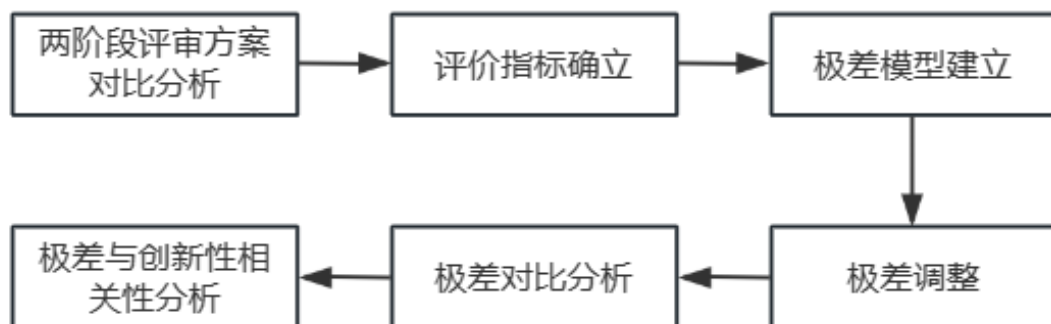 两阶段评审方案
对比分析
评价指标确立
极差模型建立
极差调整
极差对比分析
极差与创新性相
关性分析